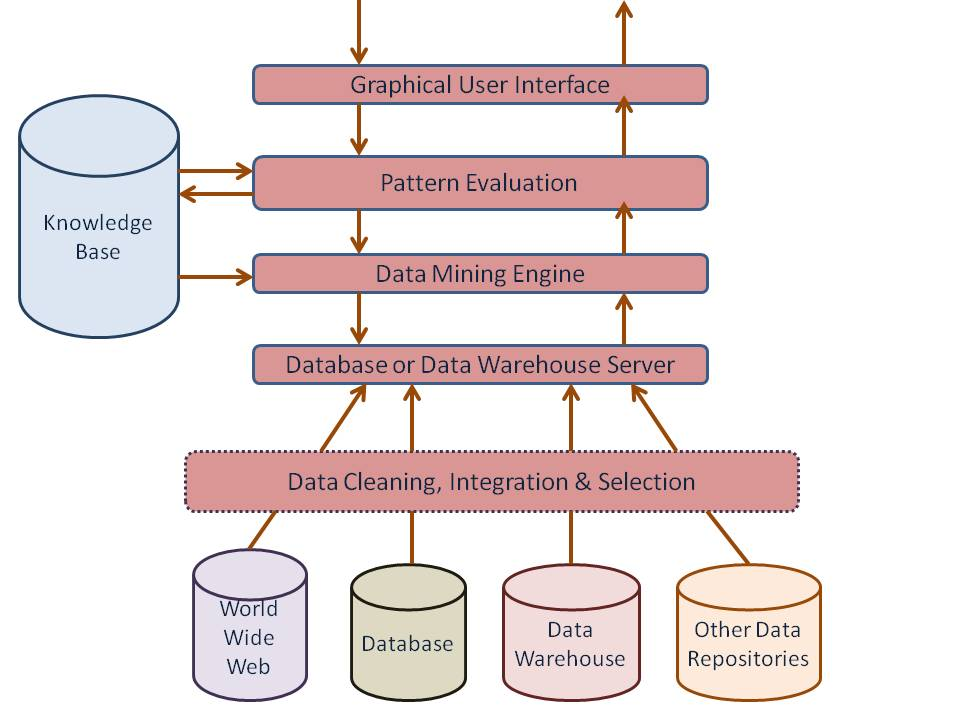 Graphical User Interface
Pattern Evaluation
Knowledge
Base
Data Mining Engine
Database or Data Warehouse Server
Data Cleaning, Integration & Selection
World
Wide
Web
Database
Data
Warehouse
Other Data
Repositories